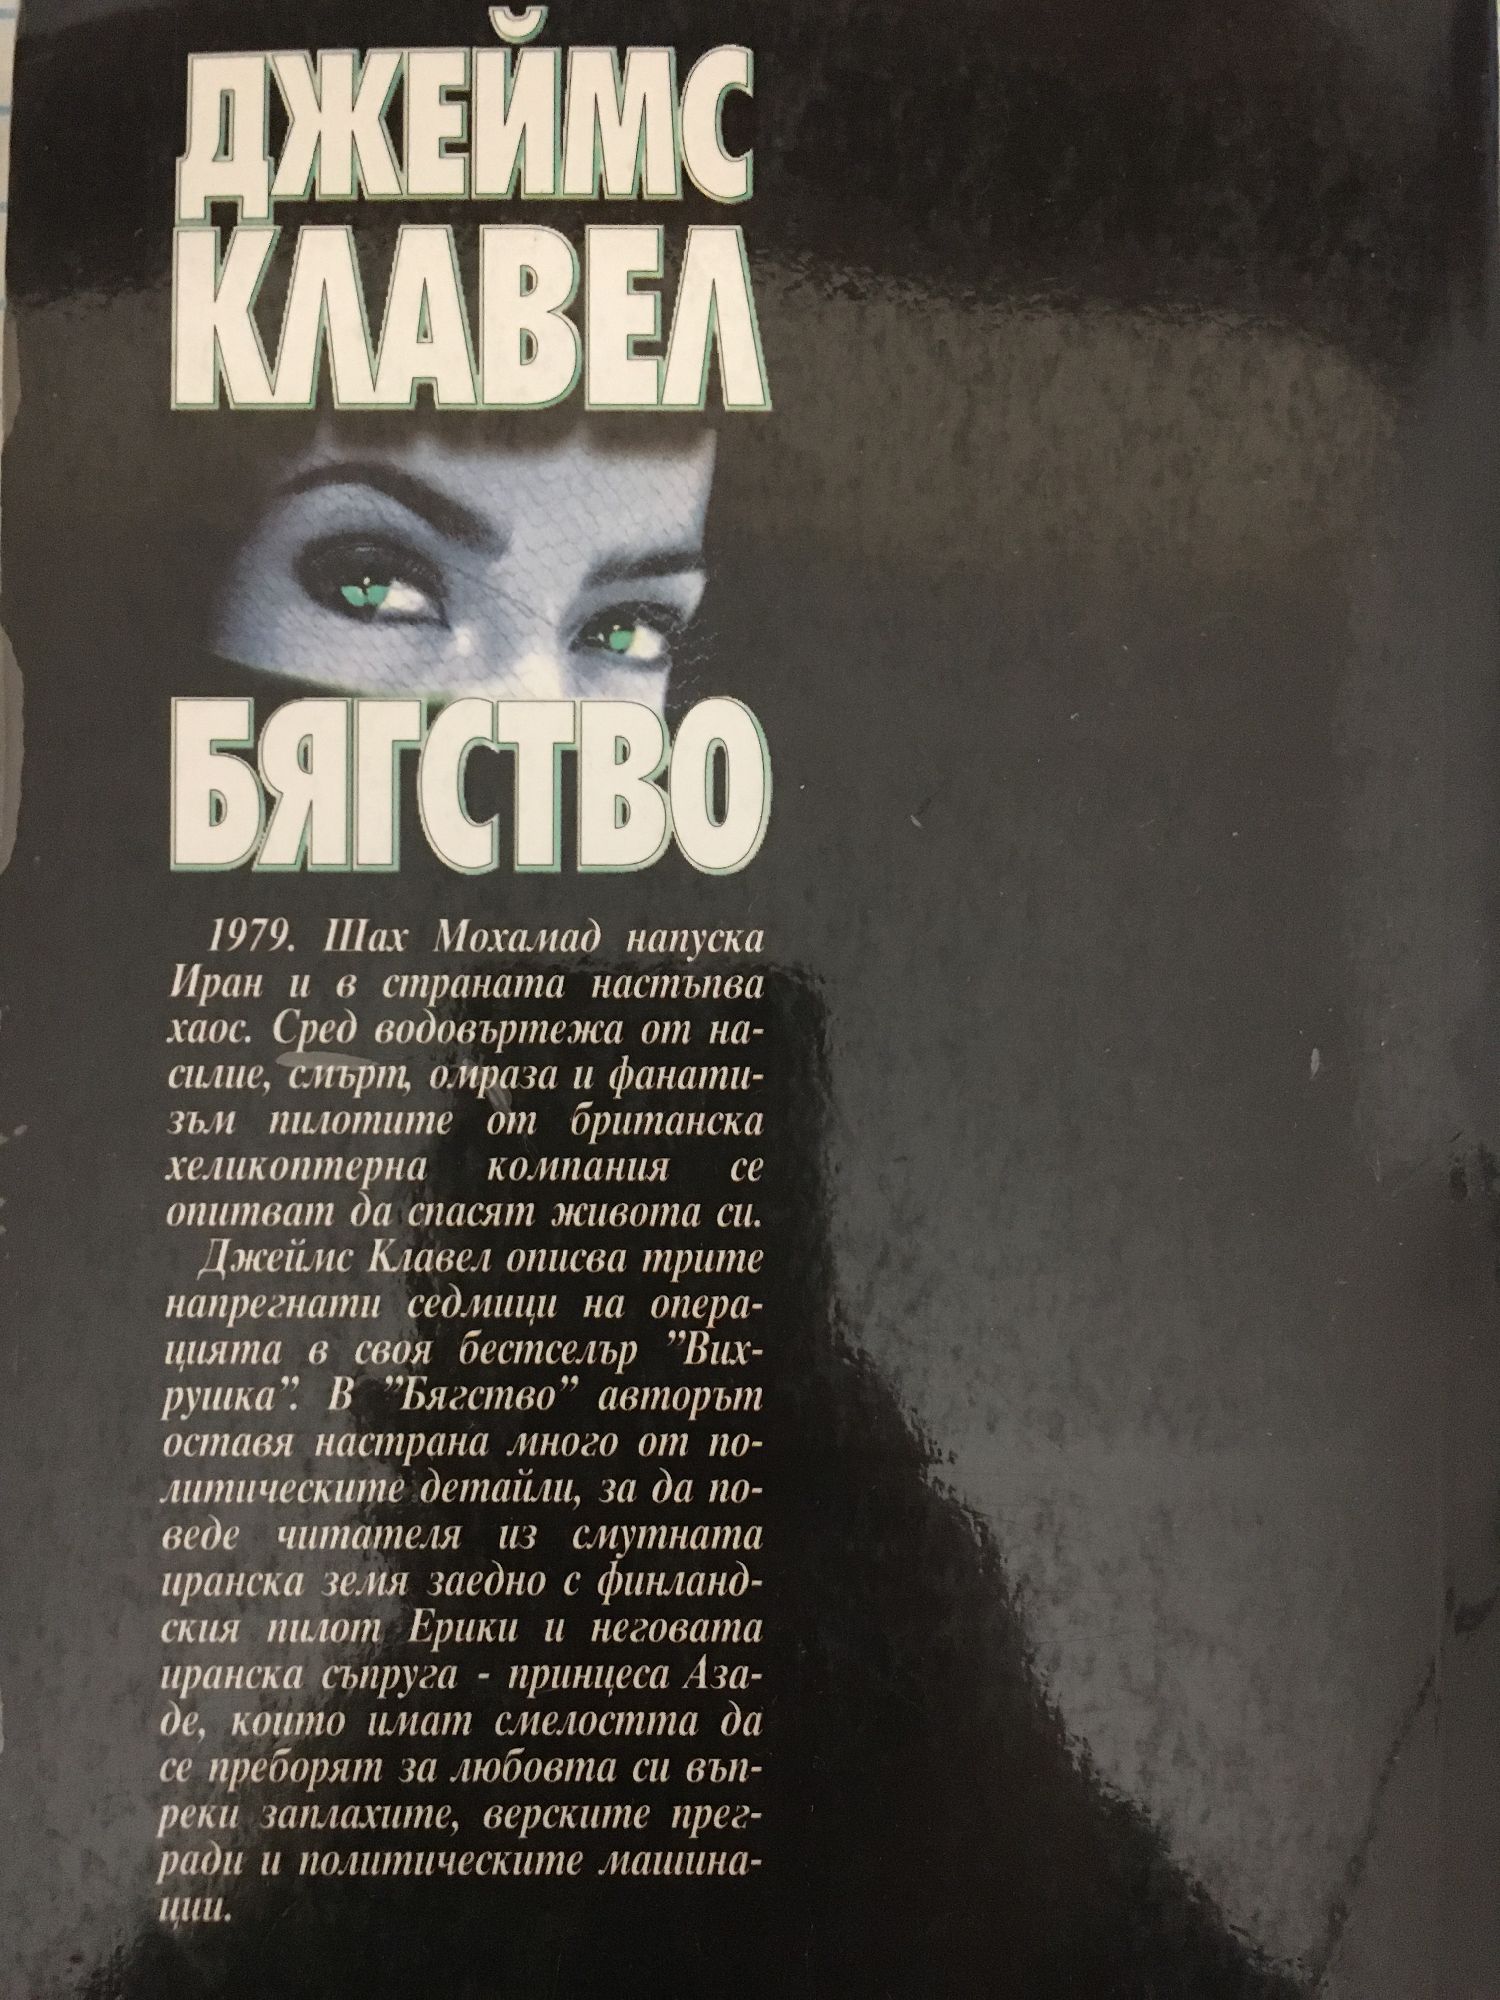 ДЖЕЙМС
КЛАВЕЛ
БЯГСТВО
1979. Шах Мохамад напуска
Иран и в страната настъпва
хаос. Сред водовъртежа от на-
силие, смърт, омраза и фанати-
зъм пилотите от британска
хеликоптерна компания се
опитват да спасят живота си.
Джеймс Клавел описва трите
напрегнати седмици на опера-
цията в своя бестселър "Вих-
рушка". В "Бягство" авторът
оставя настрана много от по-
литическите детайли, за да по-
веде читателя из смутната
иранска земя заедно с финланд-
ския пилот Ерики и неговата
иранска съпруга - принцеса Аза-
де, които имат смелостта да
се преборят за любовта си въп-
реки заплахите, верските прег-
ради и политическите машина-
ции.